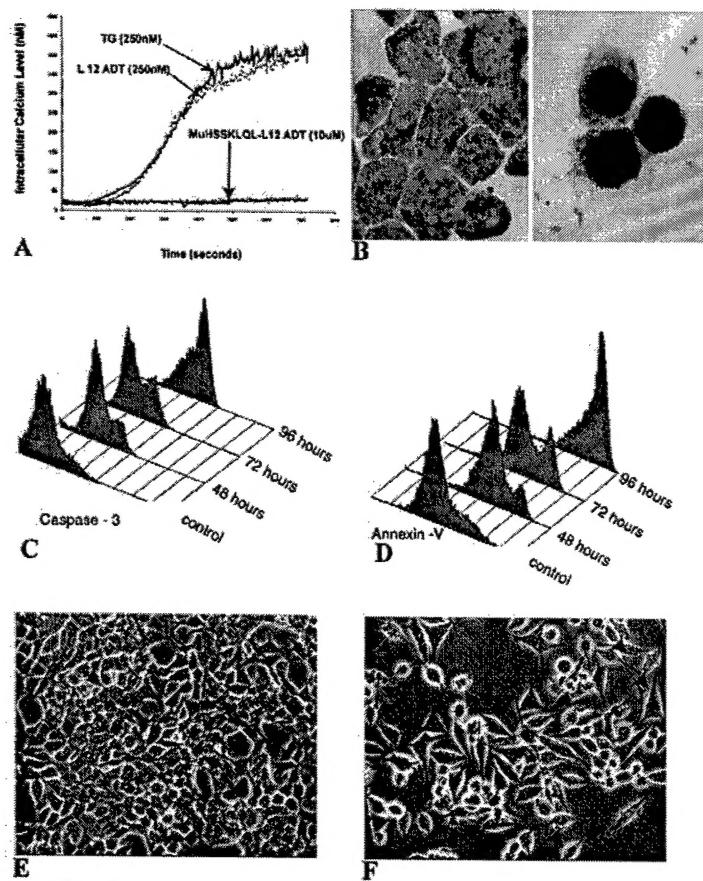 Intracellular Calcium Level (nM)
TG (250nM)
L 12 ADT (250nM)
MuHSSKLQL-L12 ADT (10uM)
Time (seconds)
A
B
96 hours
72 hours
48 hours
control
Caspase - 3
C
96 hours
72 hours
48 hours
control
Annexin -V
D
E
F